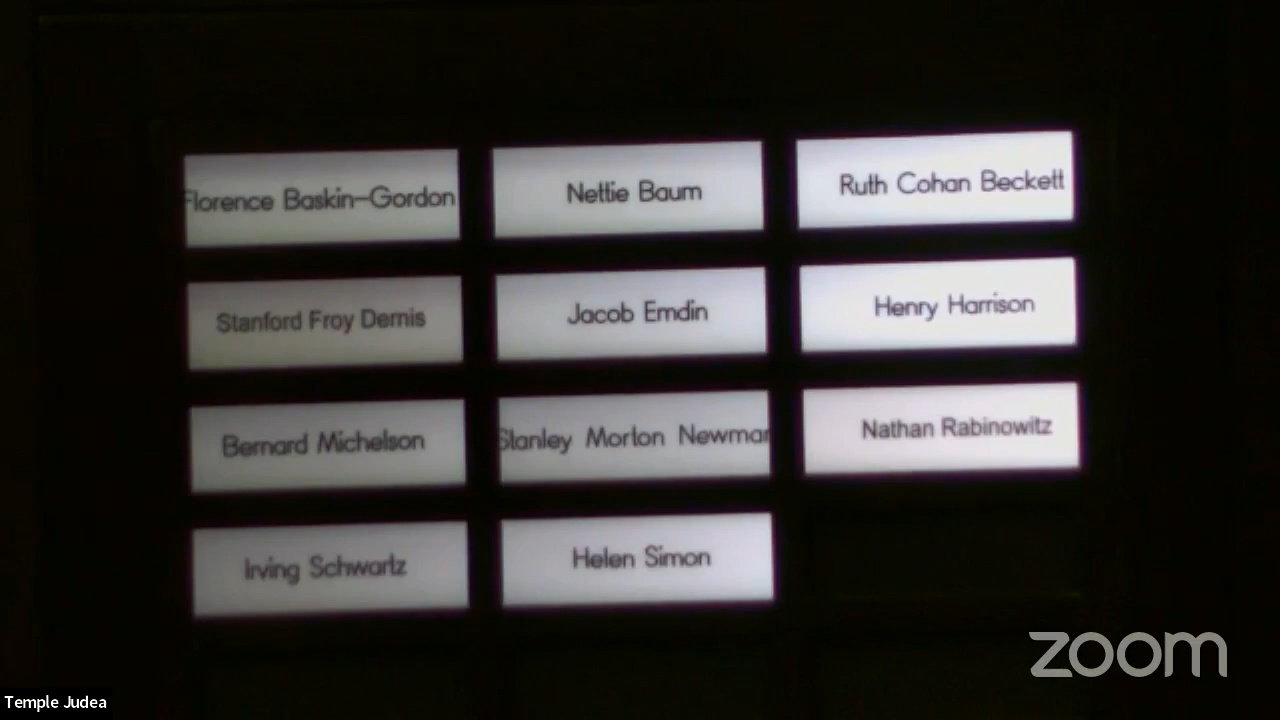 Florence Baskin-Gordon
Nettie Baum
Ruth Cohan Beckett
Stanford Froy Dernis
Jacob Emdin
Henry Harrison
Bernard Michelson
Stanley Morton Newman
Nathan Rabinowitz
Irving Schwartz
Helen Simon
zoom
Temple Judea